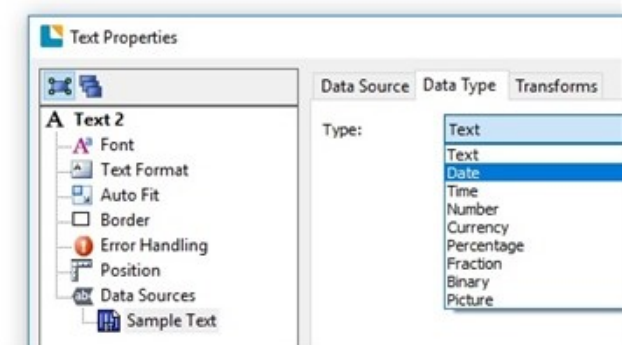 Text Properties
Data Source Data Type Transforms
A Text 2
Type: Text
Font
Text Format
Auto Fit
Border
Error Handling
Position
Data Sources
Sample Text
Text
Date
Time
Number
Currency
Percentage
Fraction
Binary
Picture